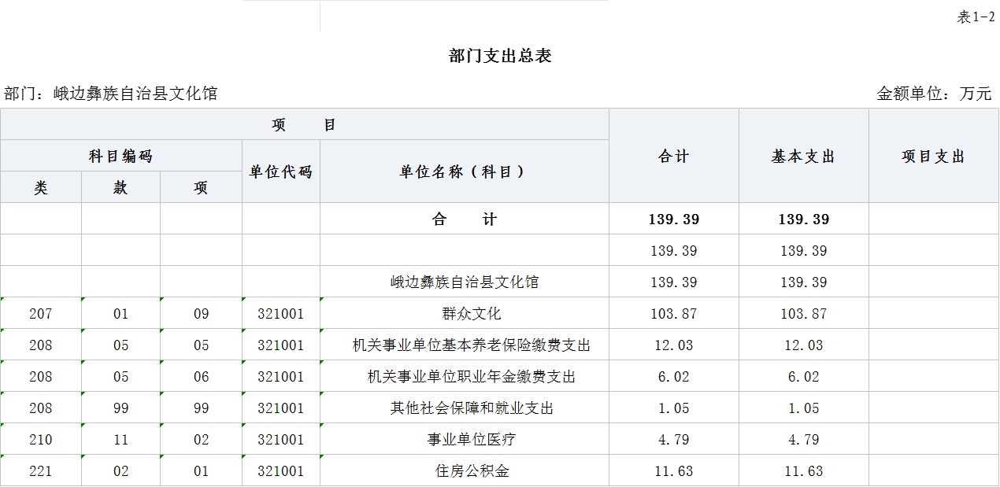 表1-2
部门支出总表
部门：峨边彝族自治县文化馆 金额单位：万元
项 目 合计 基本支出 项目支出
科目编码 单位代码 单位名称（科目）
类 款 项
合 计 139.39 139.39
139.39 139.39
峨边彝族自治县文化馆 139.39 139.39
207 01 09 321001 群众文化 103.87 103.87
208 05 05 321001 机关事业单位基本养老保险缴费支出 12.03 12.03
208 05 06 321001 机关事业单位职业年金缴费支出 6.02 6.02
208 99 99 321001 其他社会保障和就业支出 1.05 1.05
210 11 02 321001 事业单位医疗 4.79 4.79
221 02 01 321001 住房公积金 11.63 11.63